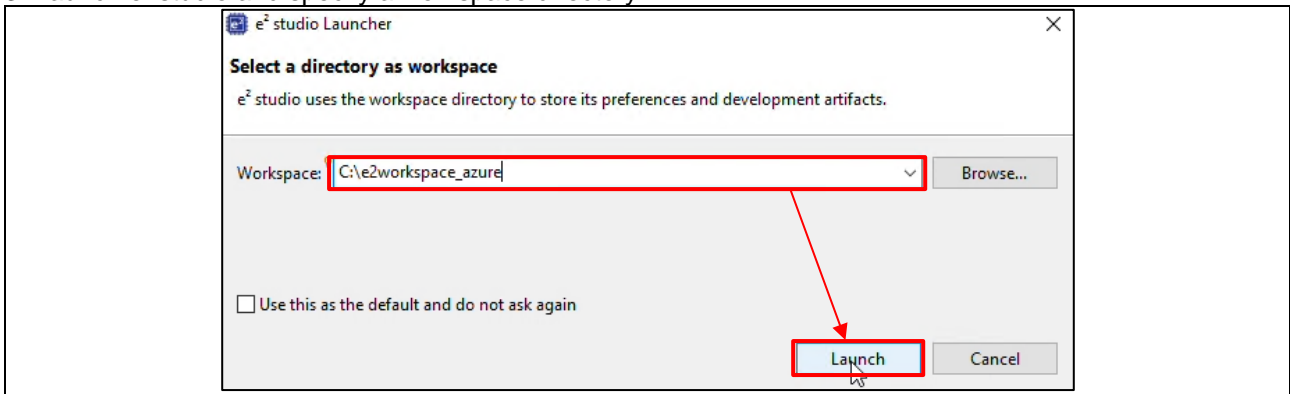 e² studio Launcher
Select a directory as workspace
e² studio uses the workspace directory to store its preferences and development artifacts.
Workspace: C:\e2workspace_azure Browse...
Use this as the default and do not ask again
Launch Cancel